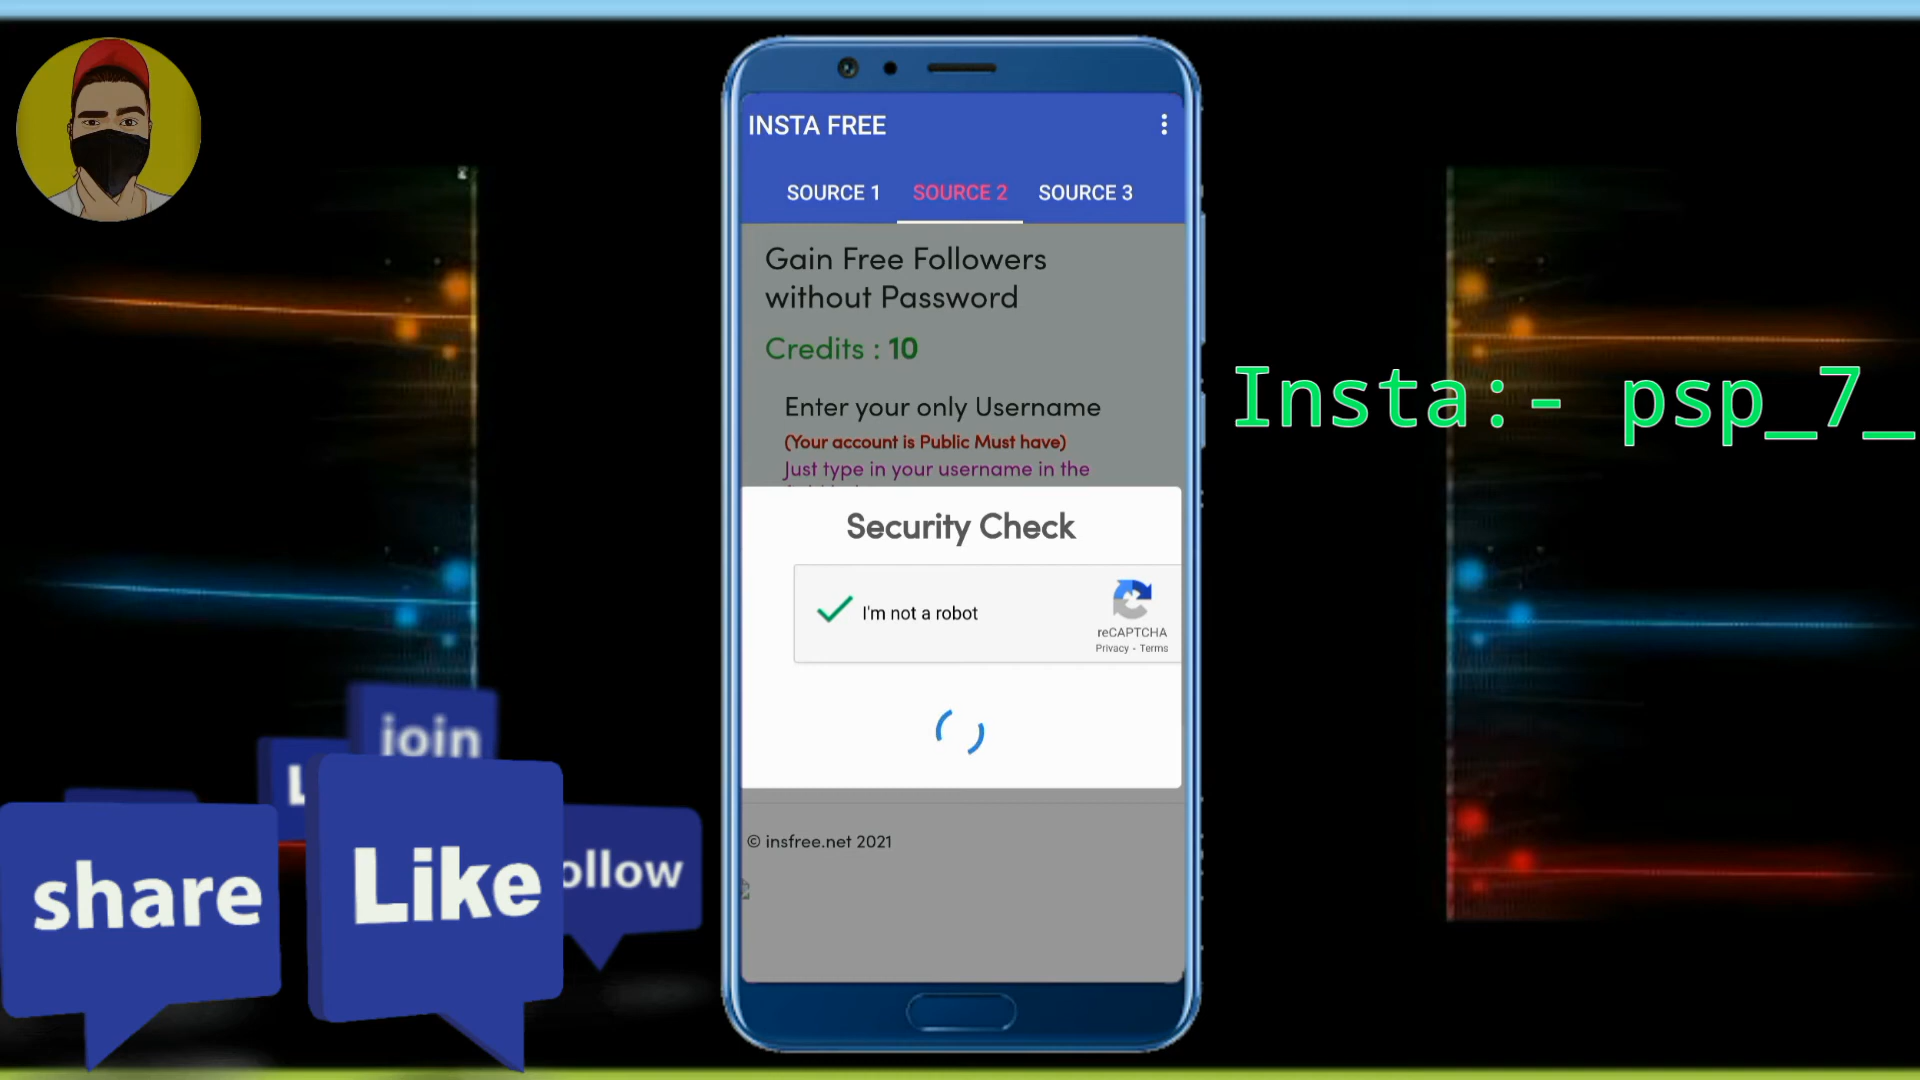 INSTA FREE
SOURCE 1
SOURCE 2
SOURCE 3
Gain Free Followers
without Password
Credits : 10
Enter your only Username
(Your account is Public Must have)
Just type in your username in the
Security Check
I'm not a robot
reCAPTCHA
Privacy - Terms
© insfree.net 2021
Insta:- psp_7_
join
L
share
Like
ollow